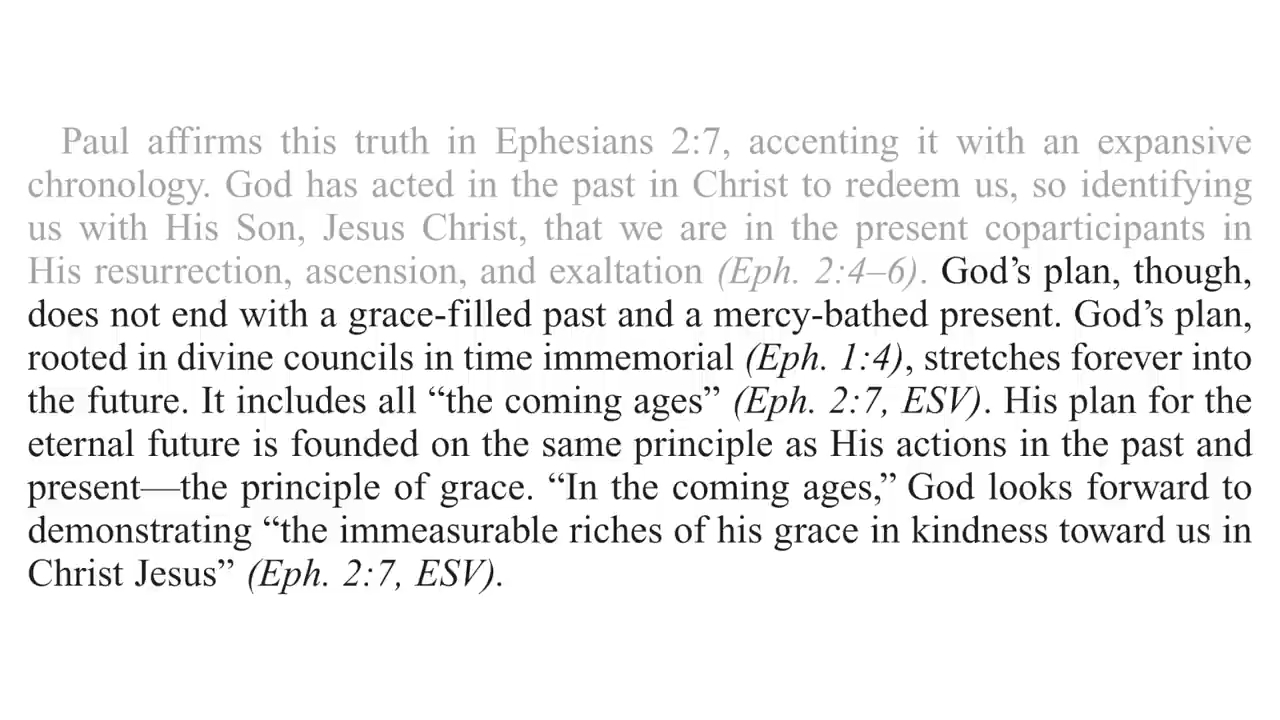 Paul affirms this truth in Ephesians 2:7, accenting it with an expansive
chronology. God has acted in the past in Christ to redeem us, so identifying
us with His Son, Jesus Christ, that we are in the present coparticipants in
His resurrection, ascension, and exaltation (Eph. 2:4–6). God’s plan, though,
does not end with a grace-filled past and a mercy-bathed present. God’s plan,
rooted in divine councils in time immemorial (Eph. 1:4), stretches forever into
the future. It includes all “the coming ages” (Eph. 2:7, ESV). His plan for the
eternal future is founded on the same principle as His actions in the past and
present—the principle of grace. “In the coming ages,” God looks forward to
demonstrating “the immeasurable riches of his grace in kindness toward us in
Christ Jesus” (Eph. 2:7, ESV).